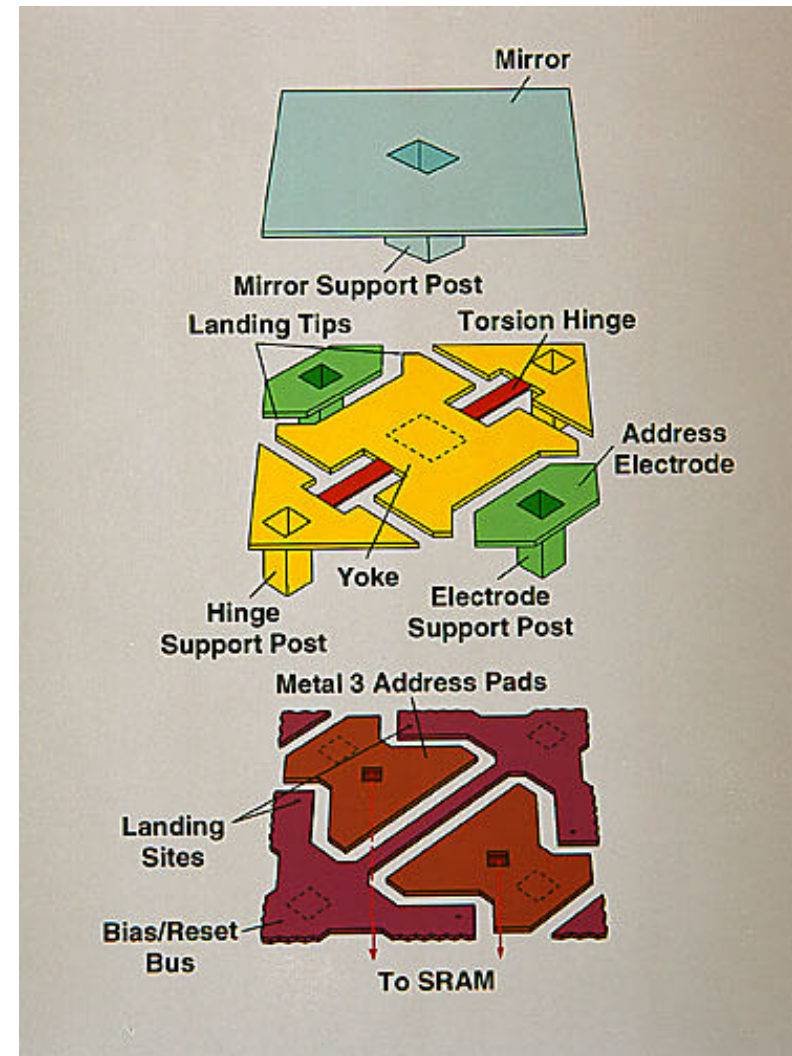 Mirror
Mirror Support Post
Landing Tips
Torsion Hinge
Address
Electrode
Yoke
Hinge
Support Post
Electrode
Support Post
Metal 3 Address Pads
Landing
Sites
Bias/Reset
Bus
To SRAM